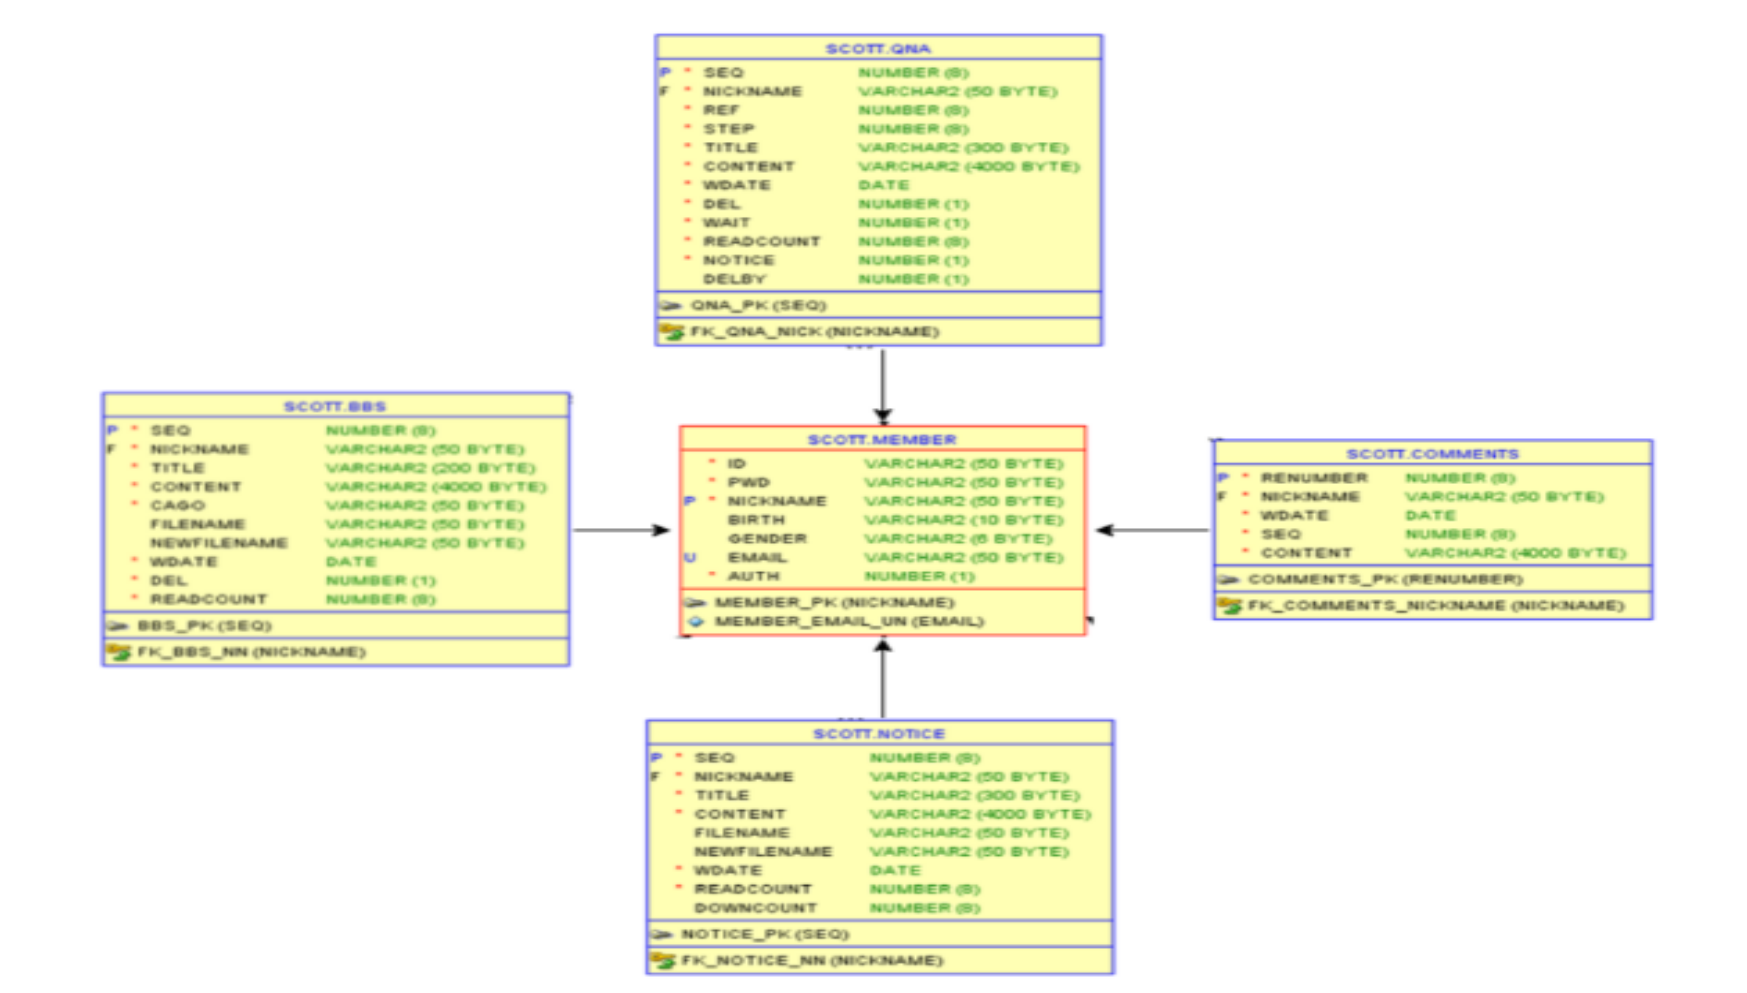 SCOTT.QNA
P * SEQ NUMBER (8)
F * NICKNAME VARCHAR2 (50 BYTE)
* REF NUMBER (8)
* STEP NUMBER (8)
* TITLE VARCHAR2 (300 BYTE)
* CONTENT VARCHAR2 (4000 BYTE)
* WDATE DATE
* DEL NUMBER (1)
* WAIT NUMBER (1)
* READCOUNT NUMBER (8)
* NOTICE NUMBER (1)
DELBY NUMBER (1)
QNA_PK (SEQ)
FK_QNA_NICK (NICKNAME)
SCOTT.BBS
P * SEQ NUMBER (8)
F * NICKNAME VARCHAR2 (50 BYTE)
* TITLE VARCHAR2 (200 BYTE)
* CONTENT VARCHAR2 (4000 BYTE)
* CAGO VARCHAR2 (50 BYTE)
FILENAME VARCHAR2 (50 BYTE)
NEWFILENAME VARCHAR2 (50 BYTE)
* WDATE DATE
* DEL NUMBER (1)
* READCOUNT NUMBER (8)
BBS_PK (SEQ)
FK_BBS_NN (NICKNAME)
SCOTT.MEMBER
* ID VARCHAR2 (50 BYTE)
* PWD VARCHAR2 (50 BYTE)
P * NICKNAME VARCHAR2 (50 BYTE)
BIRTH VARCHAR2 (10 BYTE)
GENDER VARCHAR2 (6 BYTE)
U EMAIL VARCHAR2 (50 BYTE)
* AUTH NUMBER (1)
MEMBER_PK (NICKNAME)
MEMBER_EMAIL_UN (EMAIL)
SCOTT.COMMENTS
P * RENUMBER NUMBER (8)
F * NICKNAME VARCHAR2 (50 BYTE)
* WDATE DATE
* SEQ NUMBER (8)
* CONTENT VARCHAR2 (4000 BYTE)
COMMENTS_PK (RENUMBER)
FK_COMMENTS_NICKNAME (NICKNAME)
SCOTT.NOTICE
P * SEQ NUMBER (8)
F * NICKNAME VARCHAR2 (50 BYTE)
* TITLE VARCHAR2 (300 BYTE)
* CONTENT VARCHAR2 (4000 BYTE)
FILENAME VARCHAR2 (50 BYTE)
NEWFILENAME VARCHAR2 (50 BYTE)
* WDATE DATE
* READCOUNT NUMBER (8)
DOWNCOUNT NUMBER (8)
NOTICE_PK (SEQ)
FK_NOTICE_NN (NICKNAME)